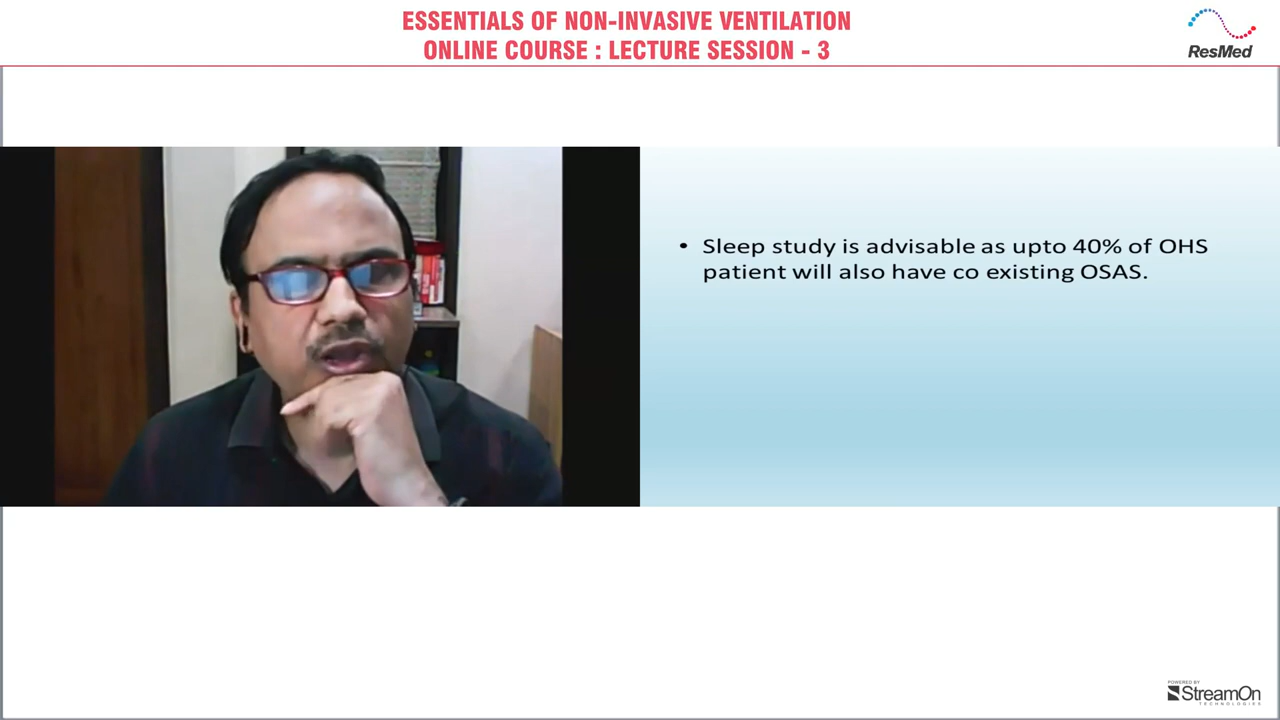 ESSENTIALS OF NON-INVASIVE VENTILATION
ONLINE COURSE : LECTURE SESSION - 3
ResMed
• Sleep study is advisable as upto 40% of OHS
patient will also have co existing OSAS.
POWERED BY
StreamOn
TECHNOLOGIES